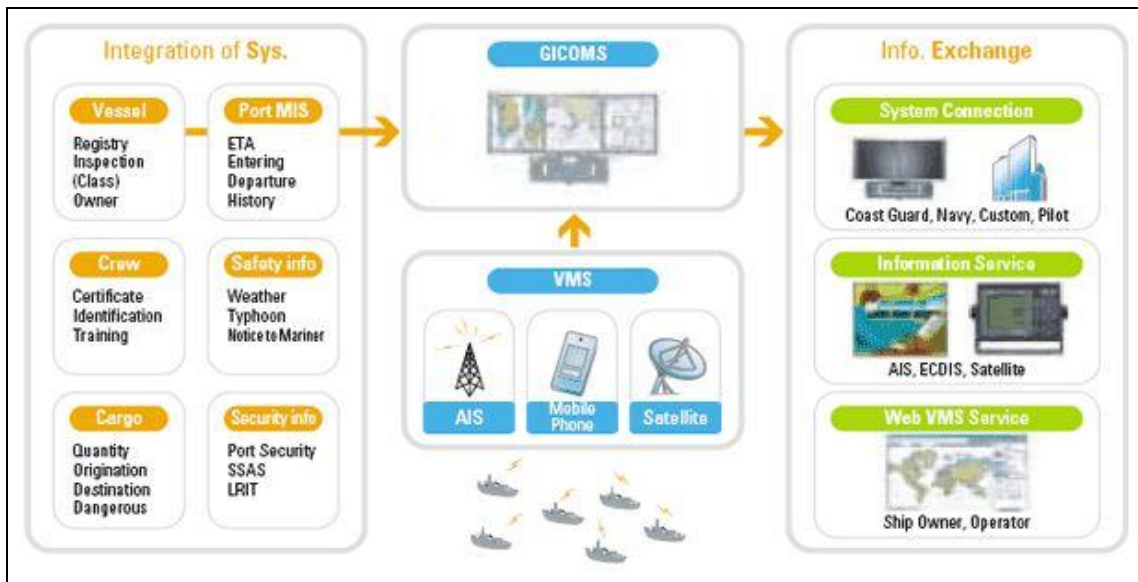 Integration of Sys.
Vessel
Registry
Inspection
(Class)
Owner
Port MIS
ETA
Entering
Departure
History
Crew
Certificate
Identification
Training
Safety info
Weather
Typhoon
Notice to Mariner
Cargo
Quantity
Origination
Destination
Dangerous
Security info
Port Security
SSAS
LRIT
GICOMS
VMS
AIS
Mobile
Phone
Satellite
Info. Exchange
System Connection
Coast Guard, Navy, Custom, Pilot
Information Service
AIS, ECDIS, Satellite
Web VMS Service
Ship Owner, Operator